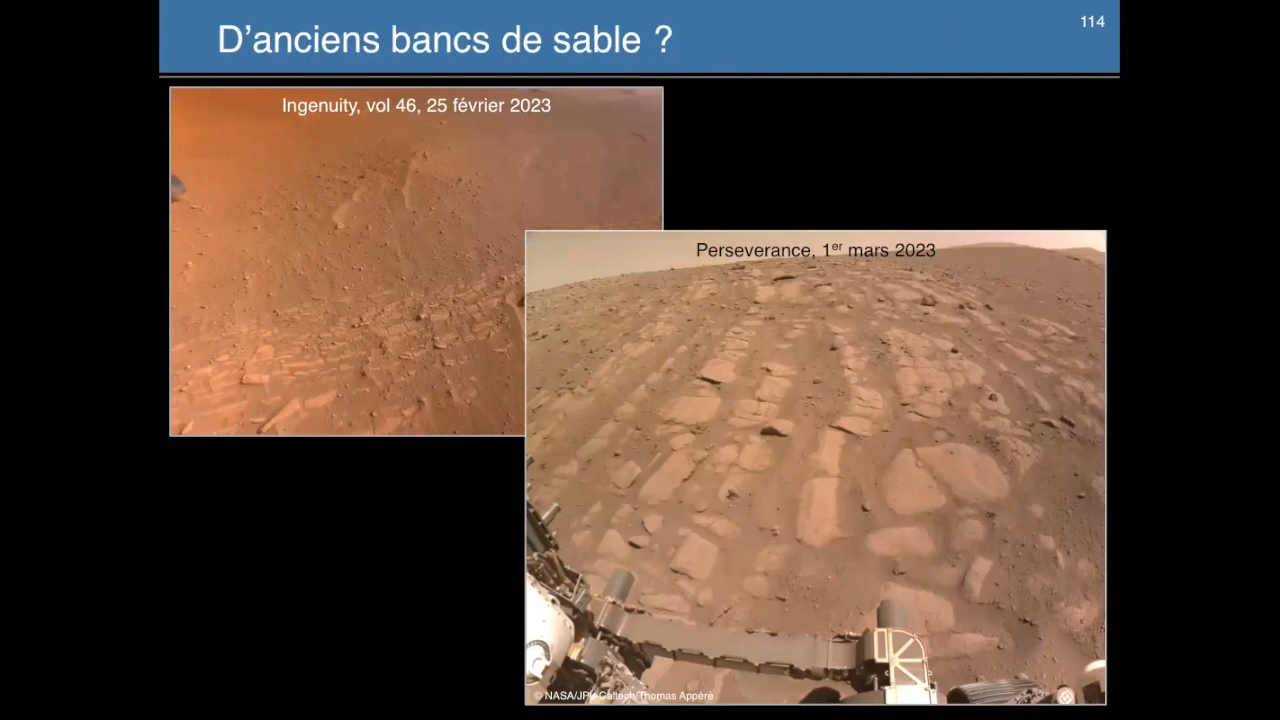 D’anciens bancs de sable ?
114
Ingenuity, vol 46, 25 février 2023
Perseverance, 1er mars 2023
© NASA/JPL-Caltech/Thomas Appéré